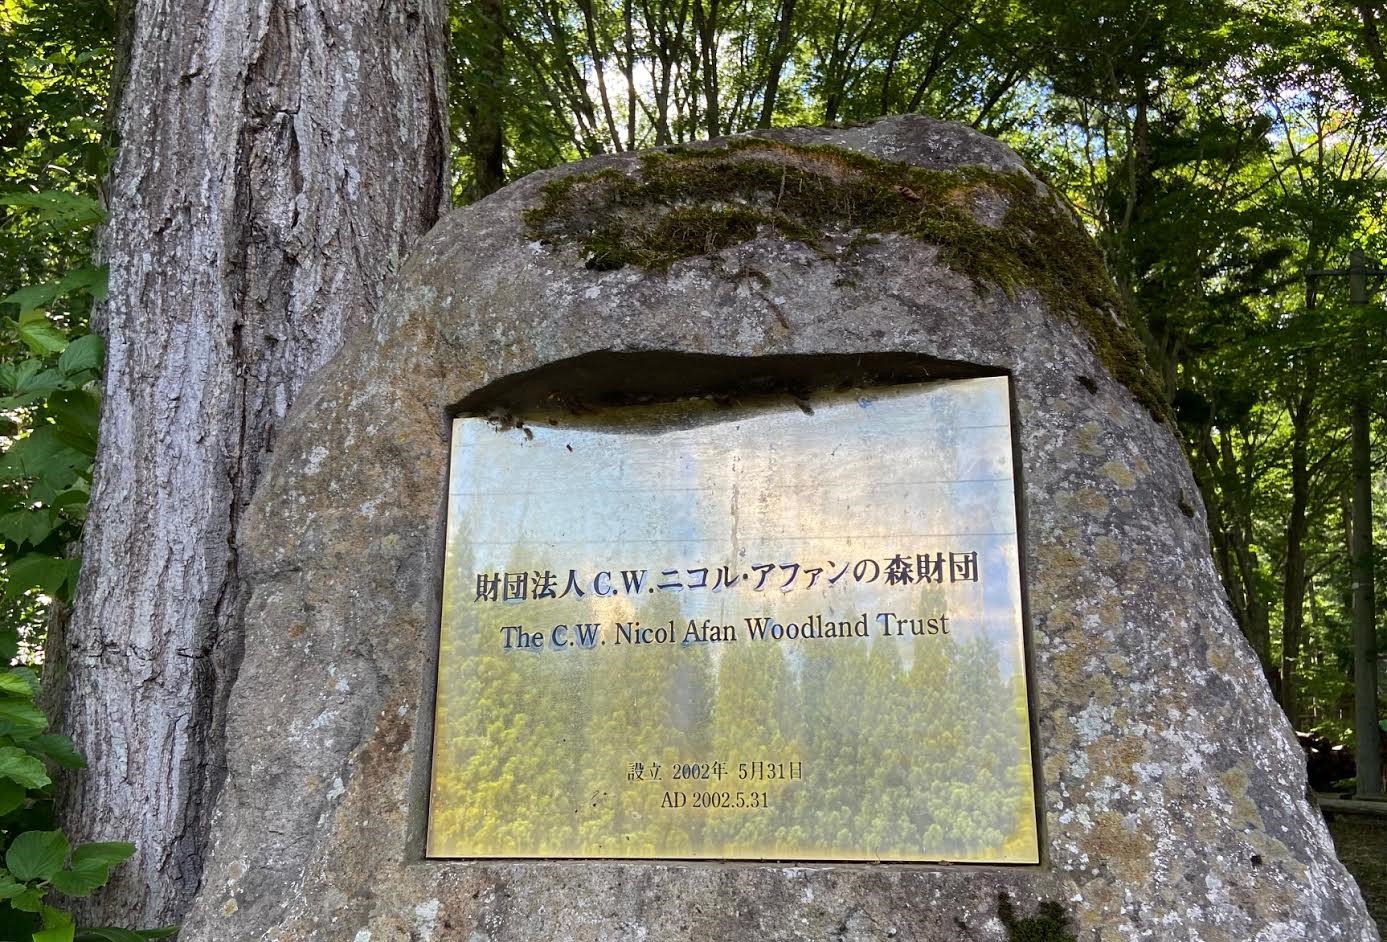 財団法人 C.W.ニコル・アファンの森財団
The C.W. Nicol Afan Woodland Trust
設立 2002年 5月31日
AD 2002.5.31